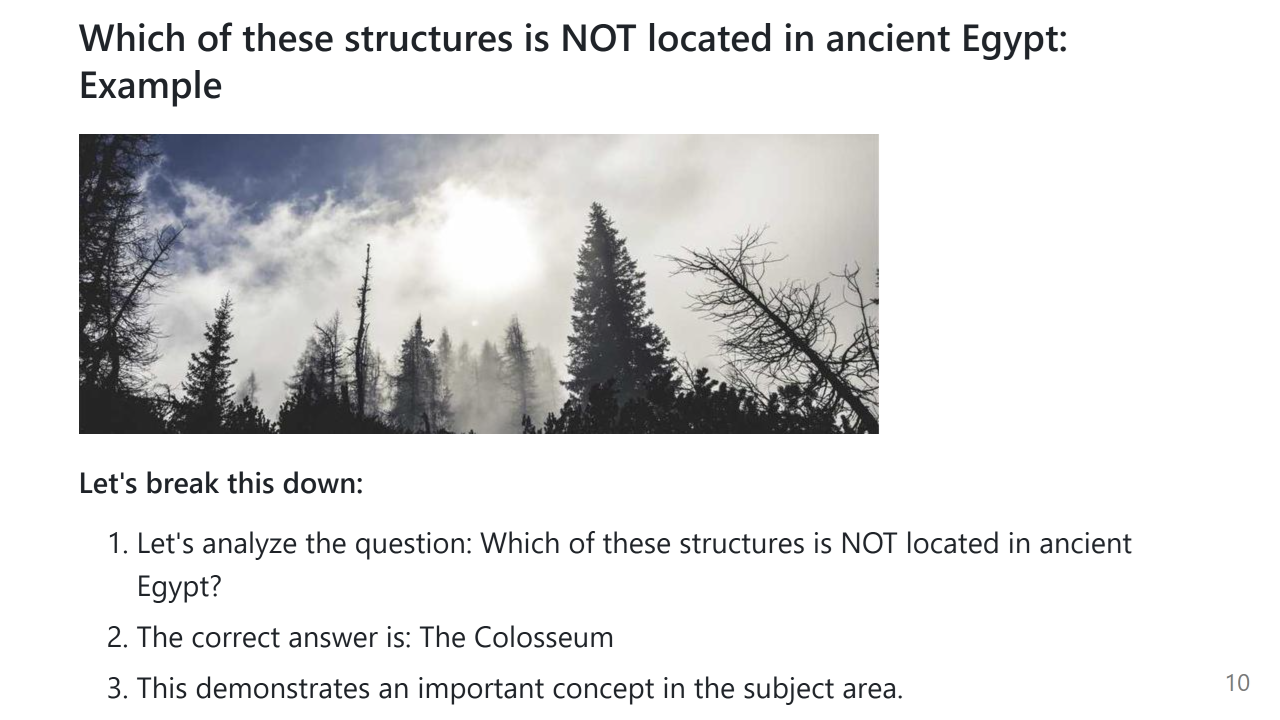 Which of these structures is NOT located in ancient Egypt:
Example
Let's break this down:
1. Let's analyze the question: Which of these structures is NOT located in ancient
Egypt?
2. The correct answer is: The Colosseum
3. This demonstrates an important concept in the subject area.
10